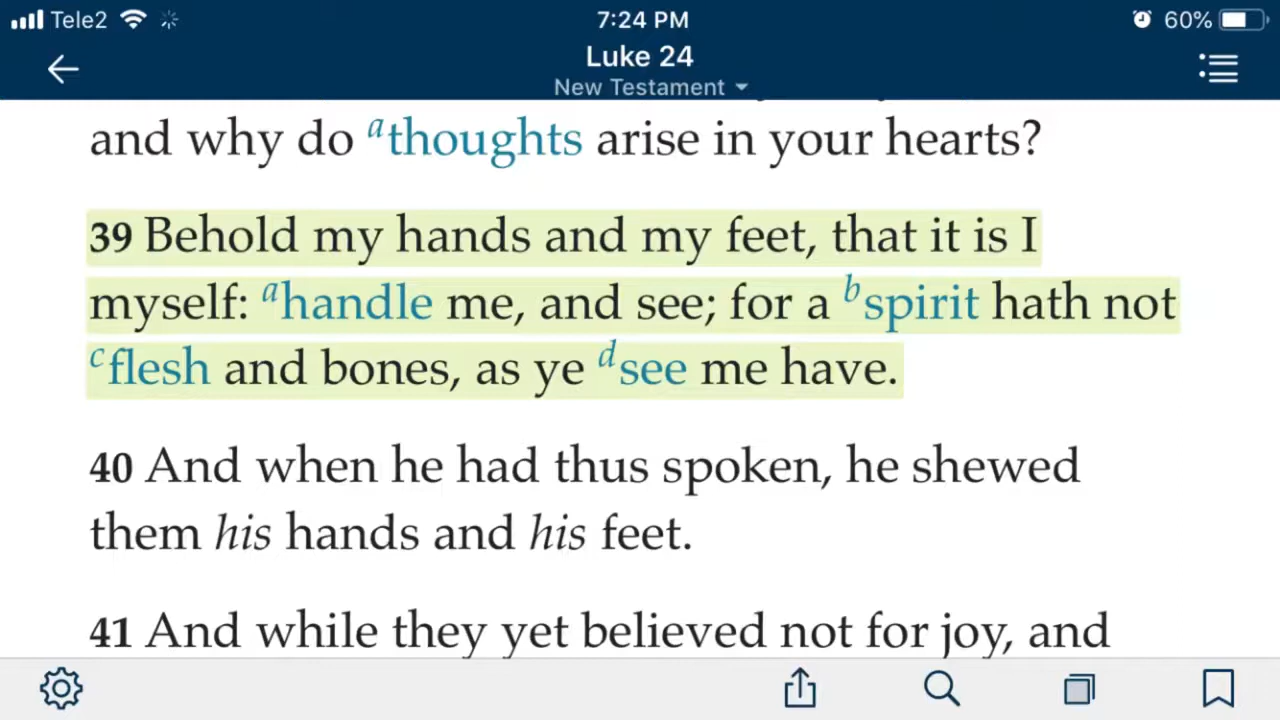 Tele2
7:24 PM
60%
Luke 24
New Testament
and why do a thoughts arise in your hearts?
39 Behold my hands and my feet, that it is I
myself: a handle me, and see; for a b spirit hath not
c flesh and bones, as ye d see me have.
40 And when he had thus spoken, he shewed
them his hands and his feet.
41 And while they yet believed not for joy, and